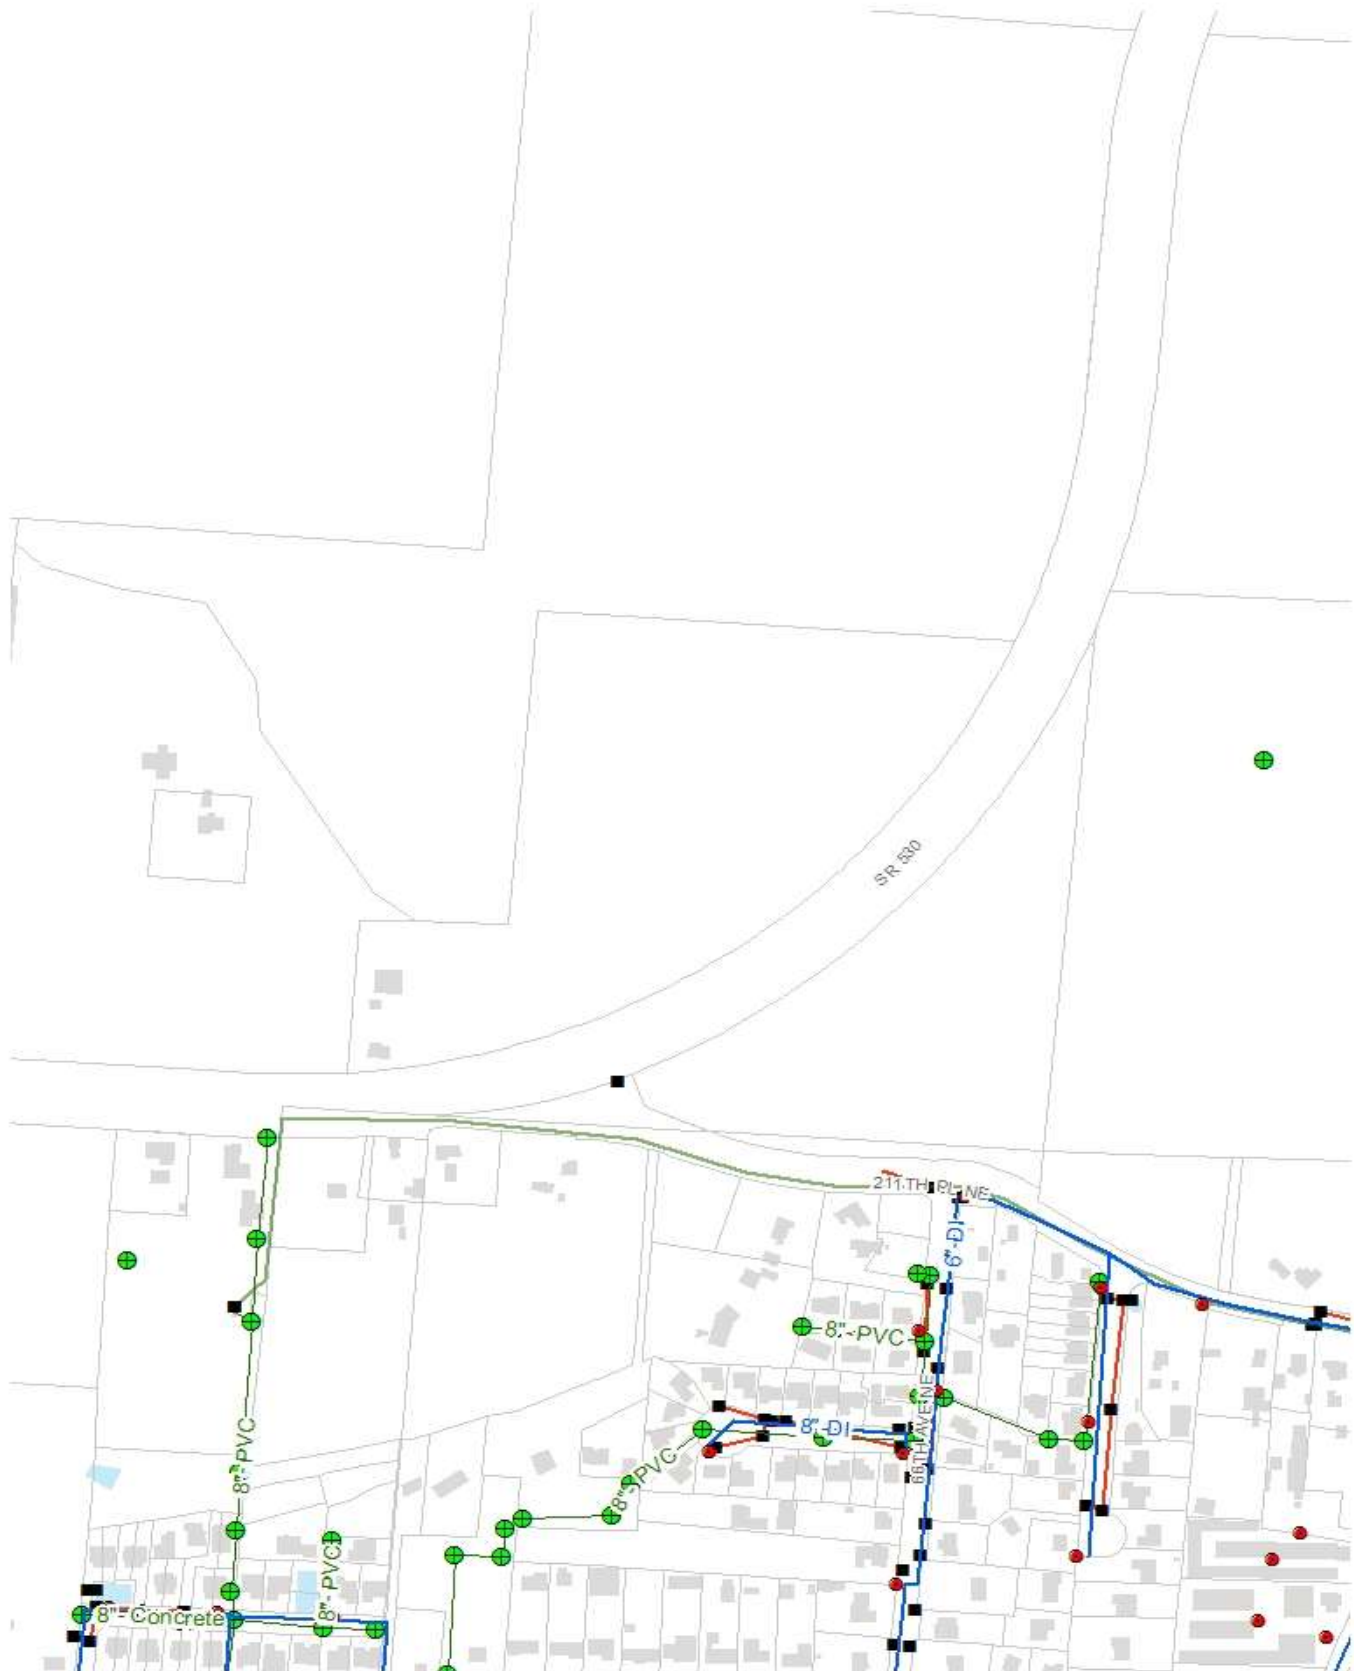 SR 530
211TH PL NE
6"-DI
8"-PVC
66TH AVE NE
8"-DI
8"-PVC
8"-PVC
8"-PVC
8"-Concrete